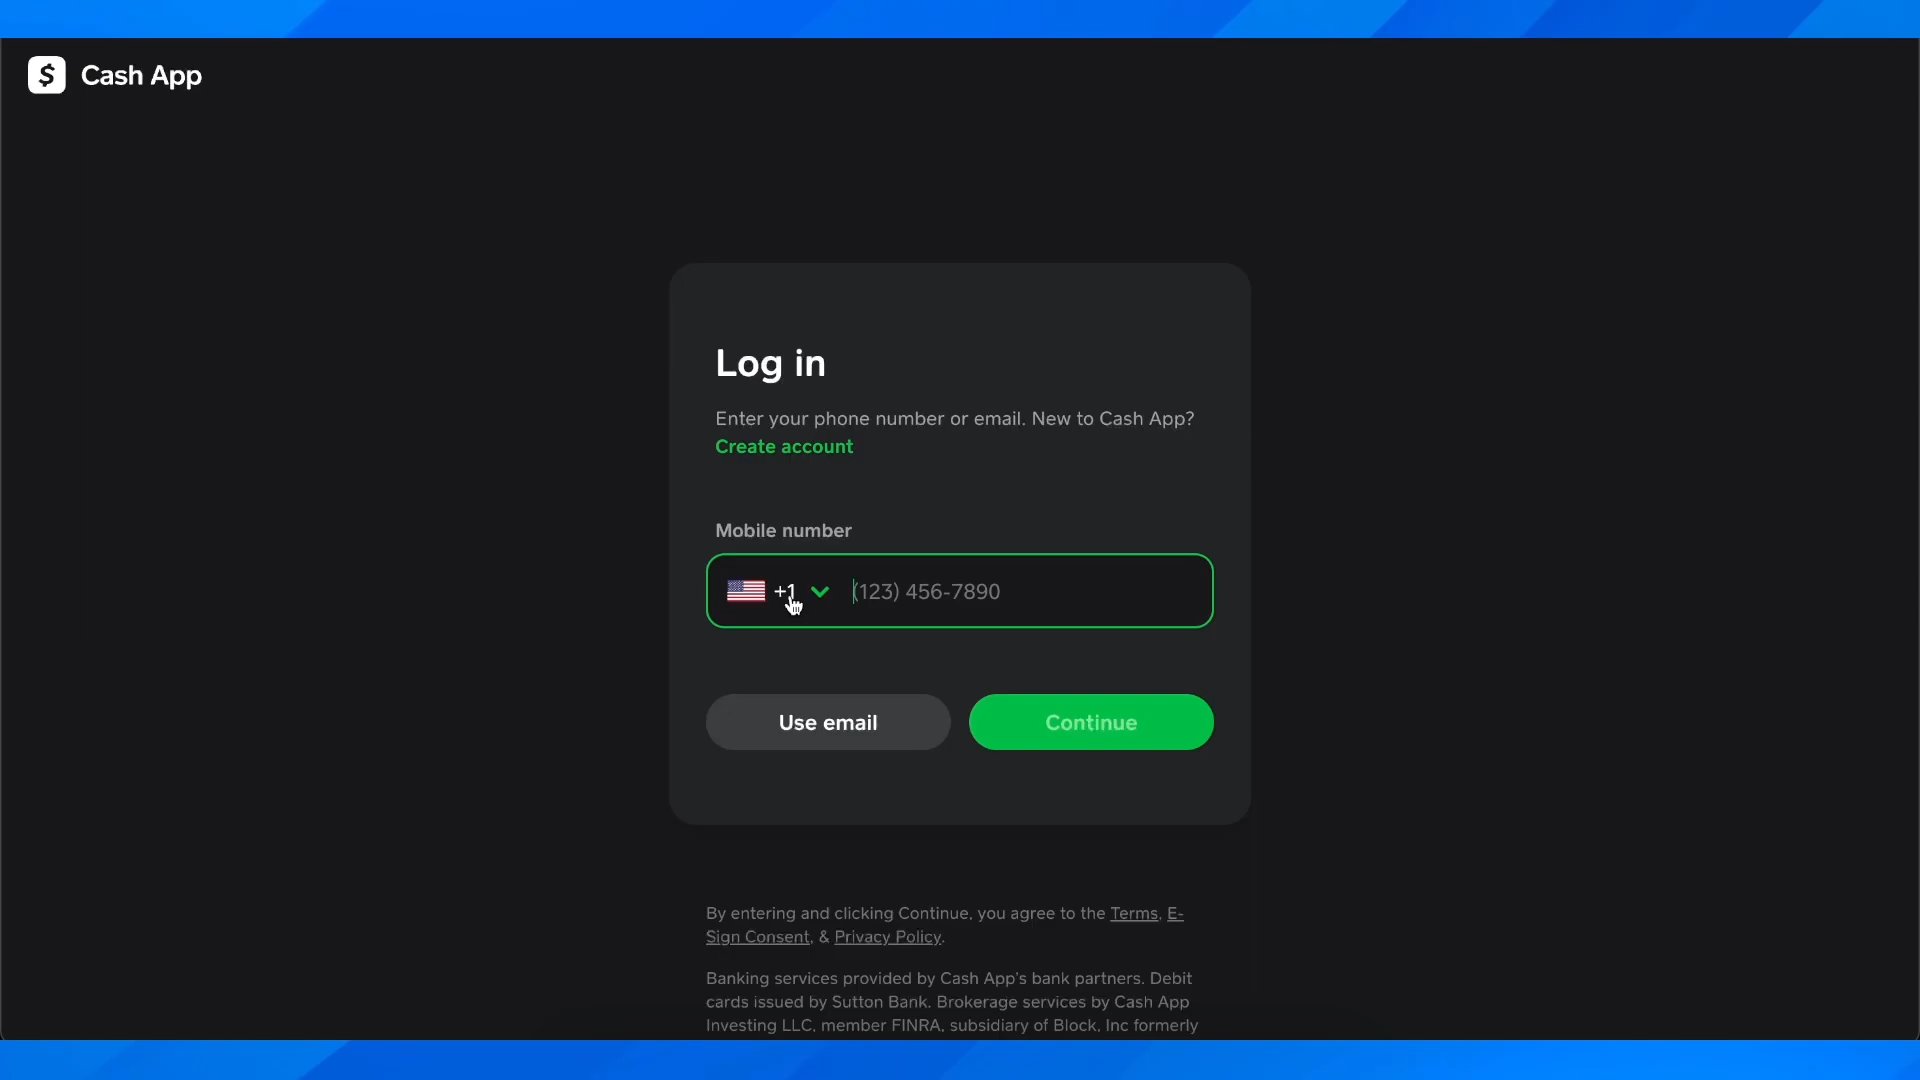 $ Cash App
Log in
Enter your phone number or email. New to Cash App?
Create account
Mobile number
+1 (123) 456-7890
Use email Continue
By entering and clicking Continue, you agree to the Terms, E-
Sign Consent, & Privacy Policy.
Banking services provided by Cash App's bank partners. Debit
cards issued by Sutton Bank. Brokerage services by Cash App
Investing LLC, member FINRA, subsidiary of Block, Inc formerly